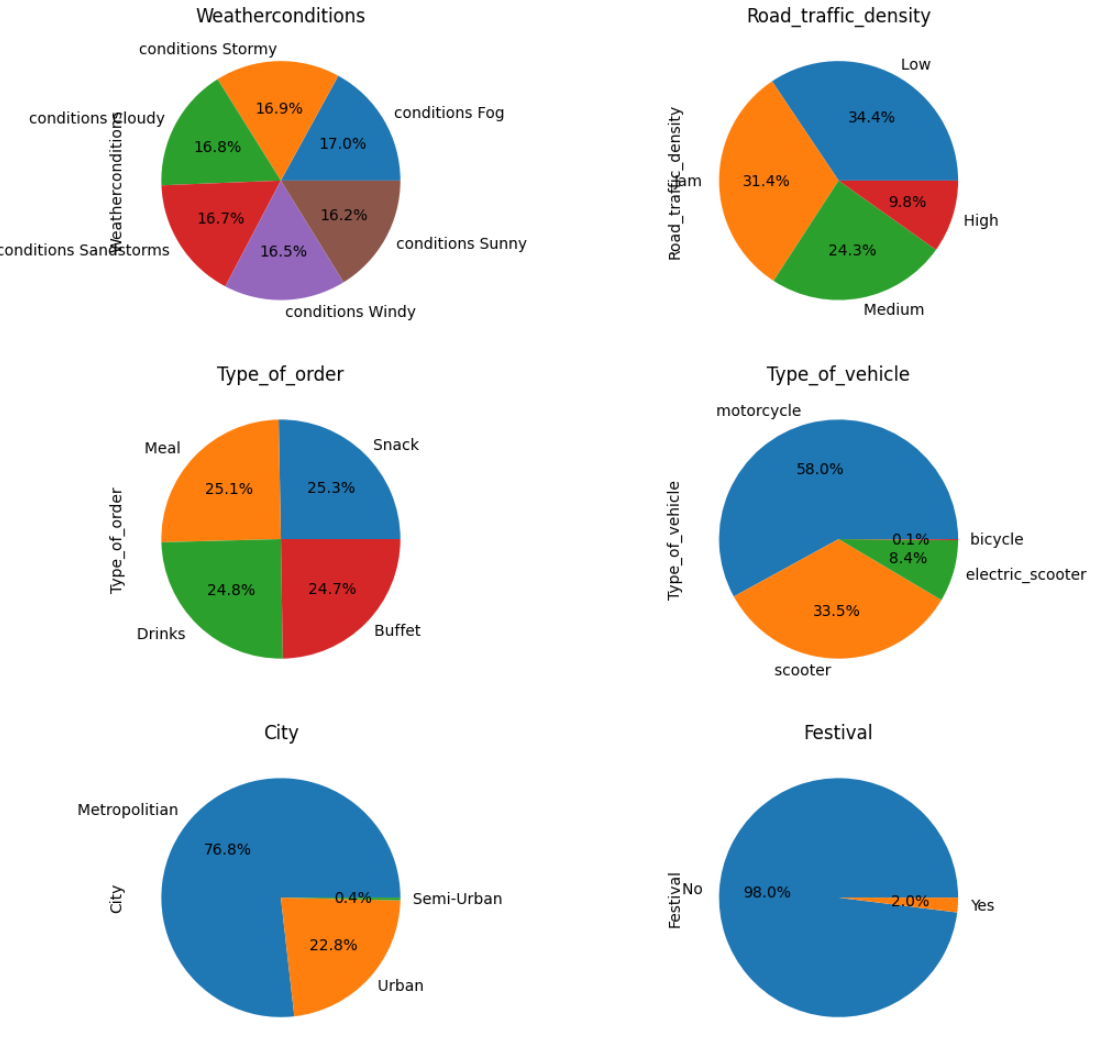 Weatherconditions
conditions Fog
17.0%
conditions Stormy
16.9%
conditions Cloudy
16.8%
conditions Sandstorms
16.7%
conditions Windy
16.5%
conditions Sunny
16.2%
Weatherconditions
Road_traffic_density
Low
34.4%
Jam
31.4%
Medium
24.3%
High
9.8%
Road_traffic_density
Type_of_order
Snack
25.3%
Meal
25.1%
Drinks
24.8%
Buffet
24.7%
Type_of_order
Type_of_vehicle
motorcycle
58.0%
scooter
33.5%
electric_scooter
8.4%
bicycle
0.1%
Type_of_vehicle
City
Metropolitian
76.8%
Urban
22.8%
Semi-Urban
0.4%
City
Festival
No
98.0%
Yes
2.0%
Festival